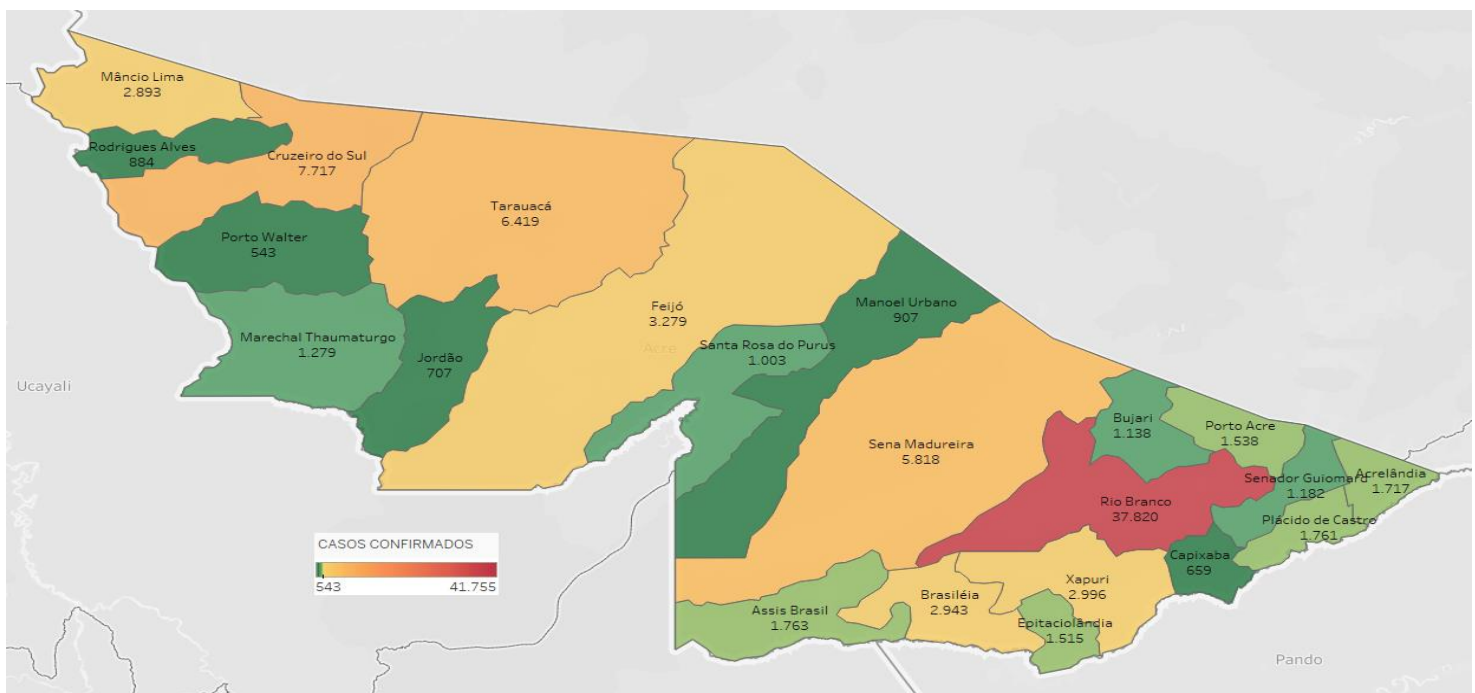 Mâncio Lima
2.893
Rodrigues Alves
884
Cruzeiro do Sul
7.717
Tarauacá
6.419
Porto Walter
543
Marechal Thaumaturgo
1.279
Jordão
707
Feijó
3.279
Acre
Manoel Urbano
907
Santa Rosa do Purus
1.003
Ucayali
Sena Madureira
5.818
Bujari
1.138
Porto Acre
1.538
Senador Guiomard
1.182
Acrelândia
1.717
Rio Branco
37.820
Plácido de Castro
1.761
Capixaba
659
Xapuri
2.996
Brasiléia
2.943
Assis Brasil
1.763
Epitaciolândia
1.515
Pando
CASOS CONFIRMADOS
543 41.755